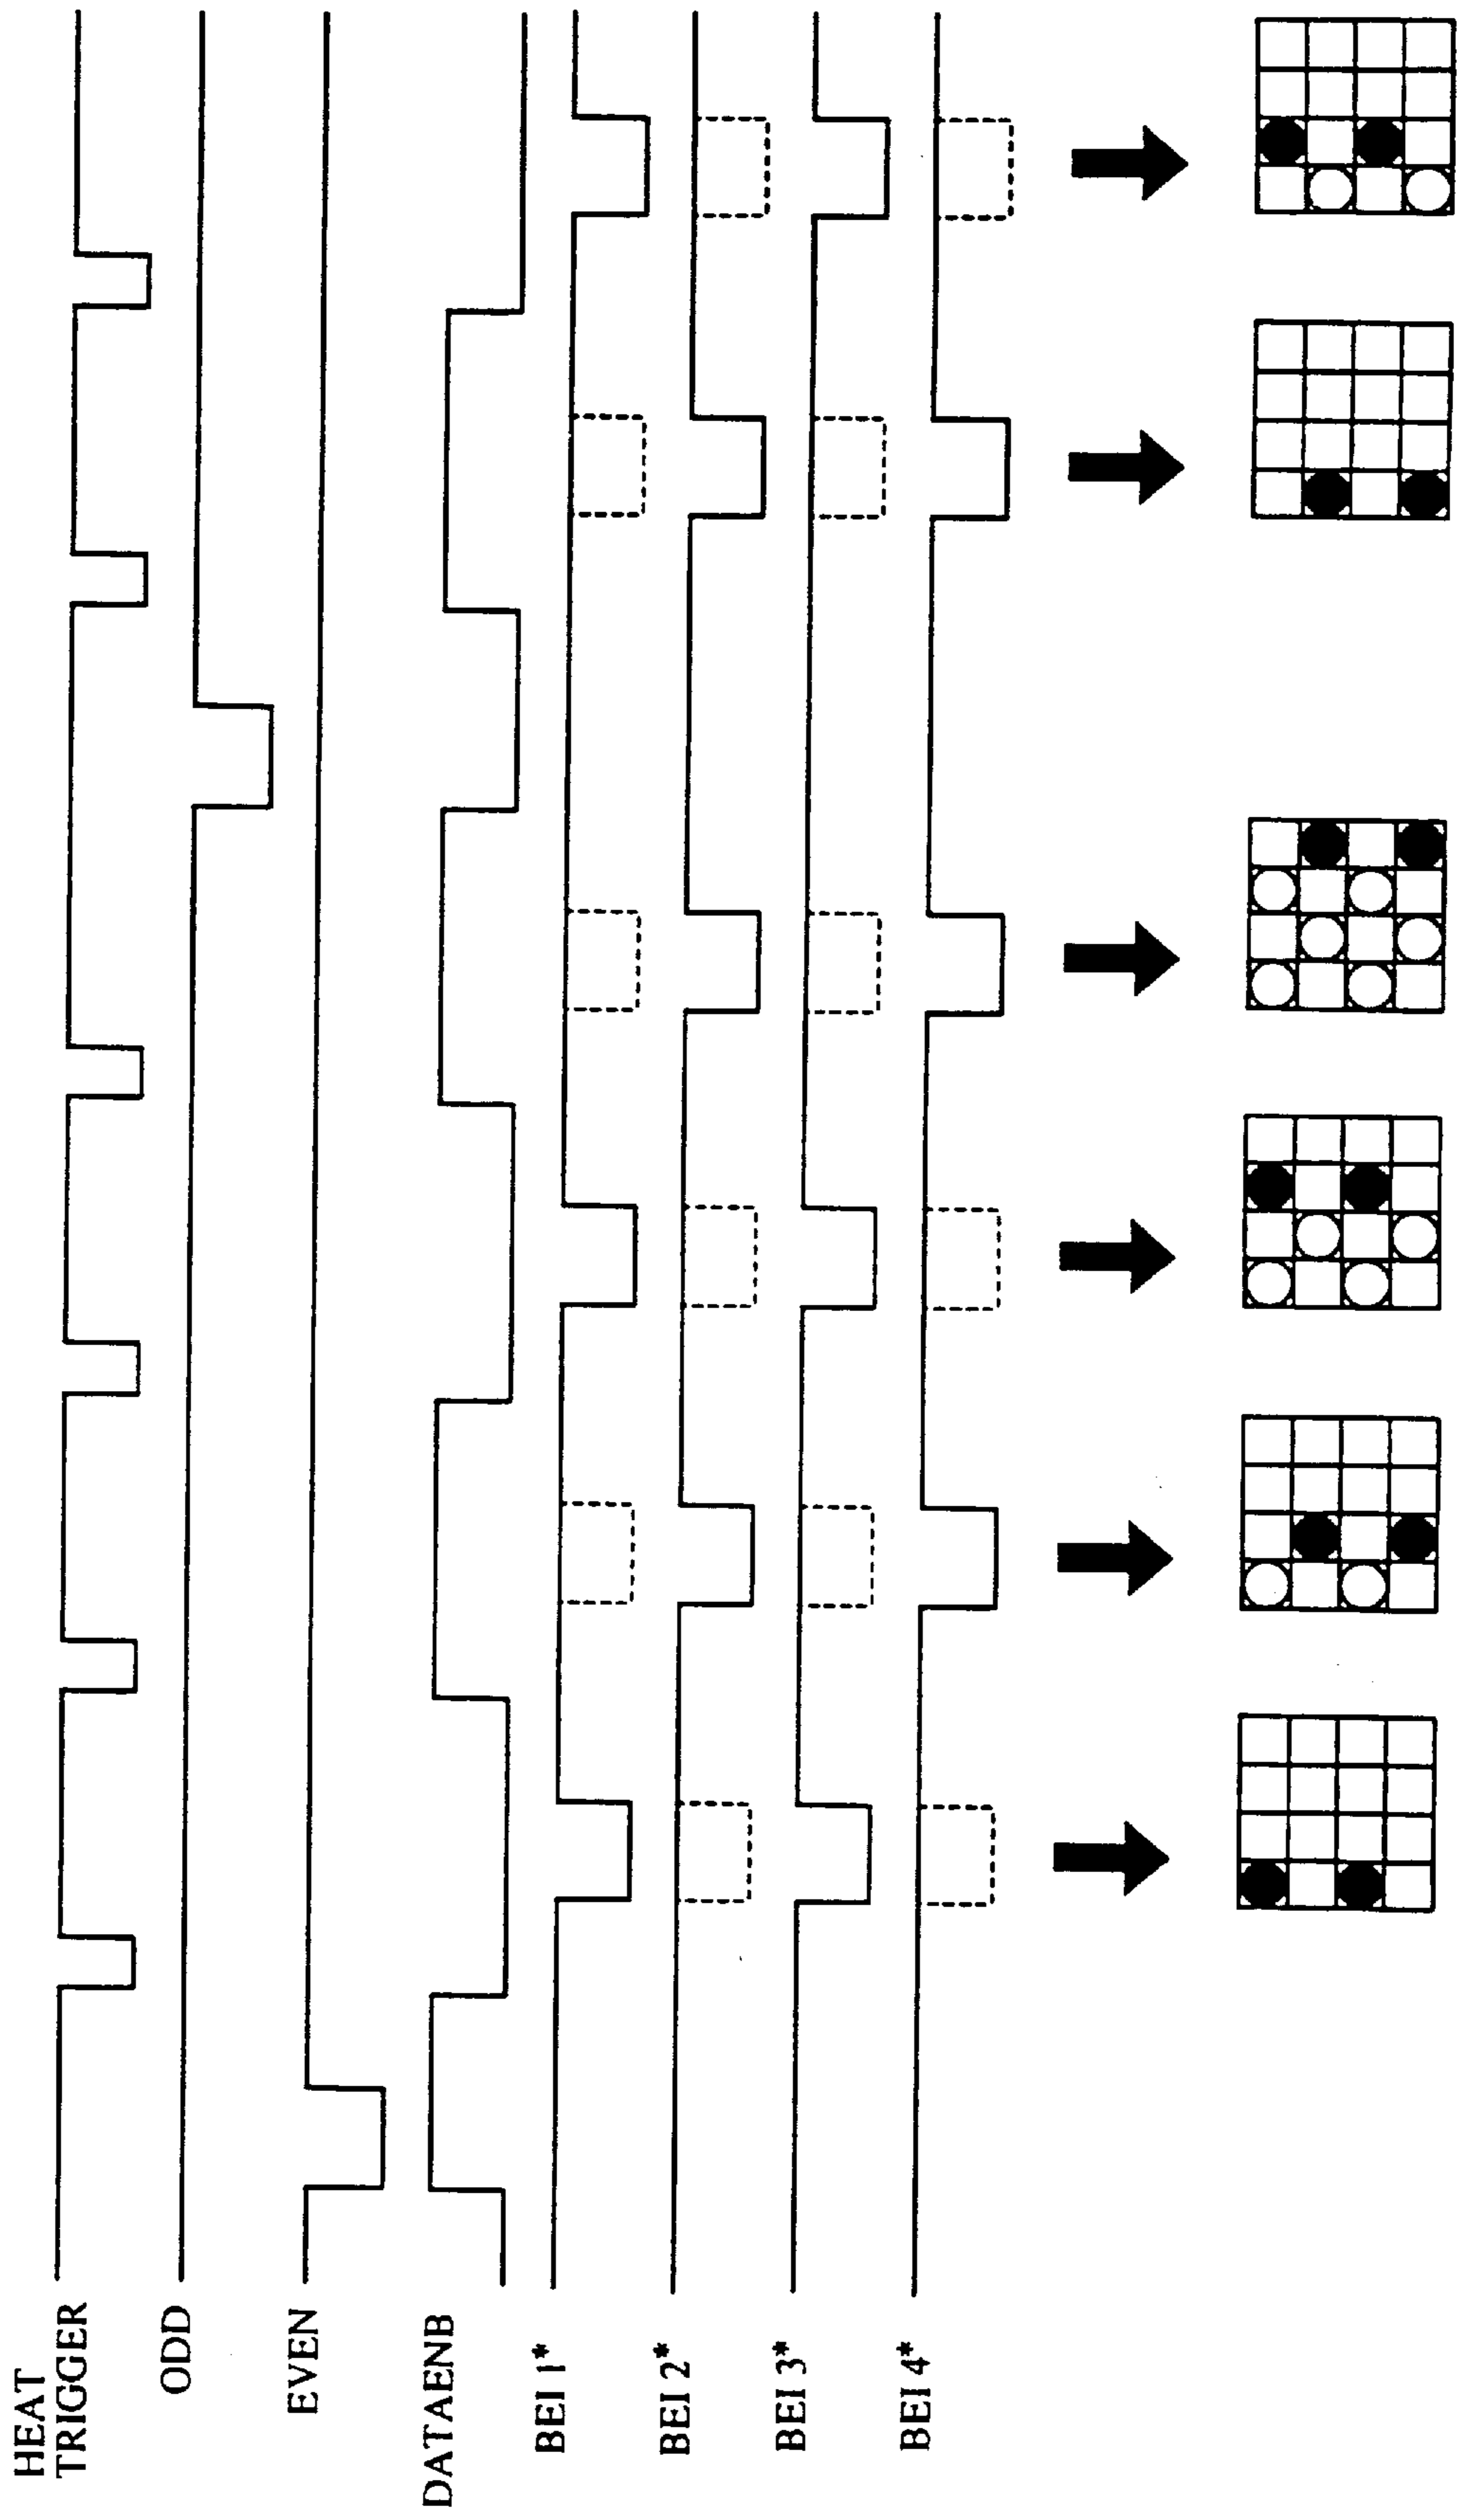 HEAT
TRIGGER
ODD
EVEN
DATAENB
BEI 1*
BEI 2*
BEI 3*
BEI 4*